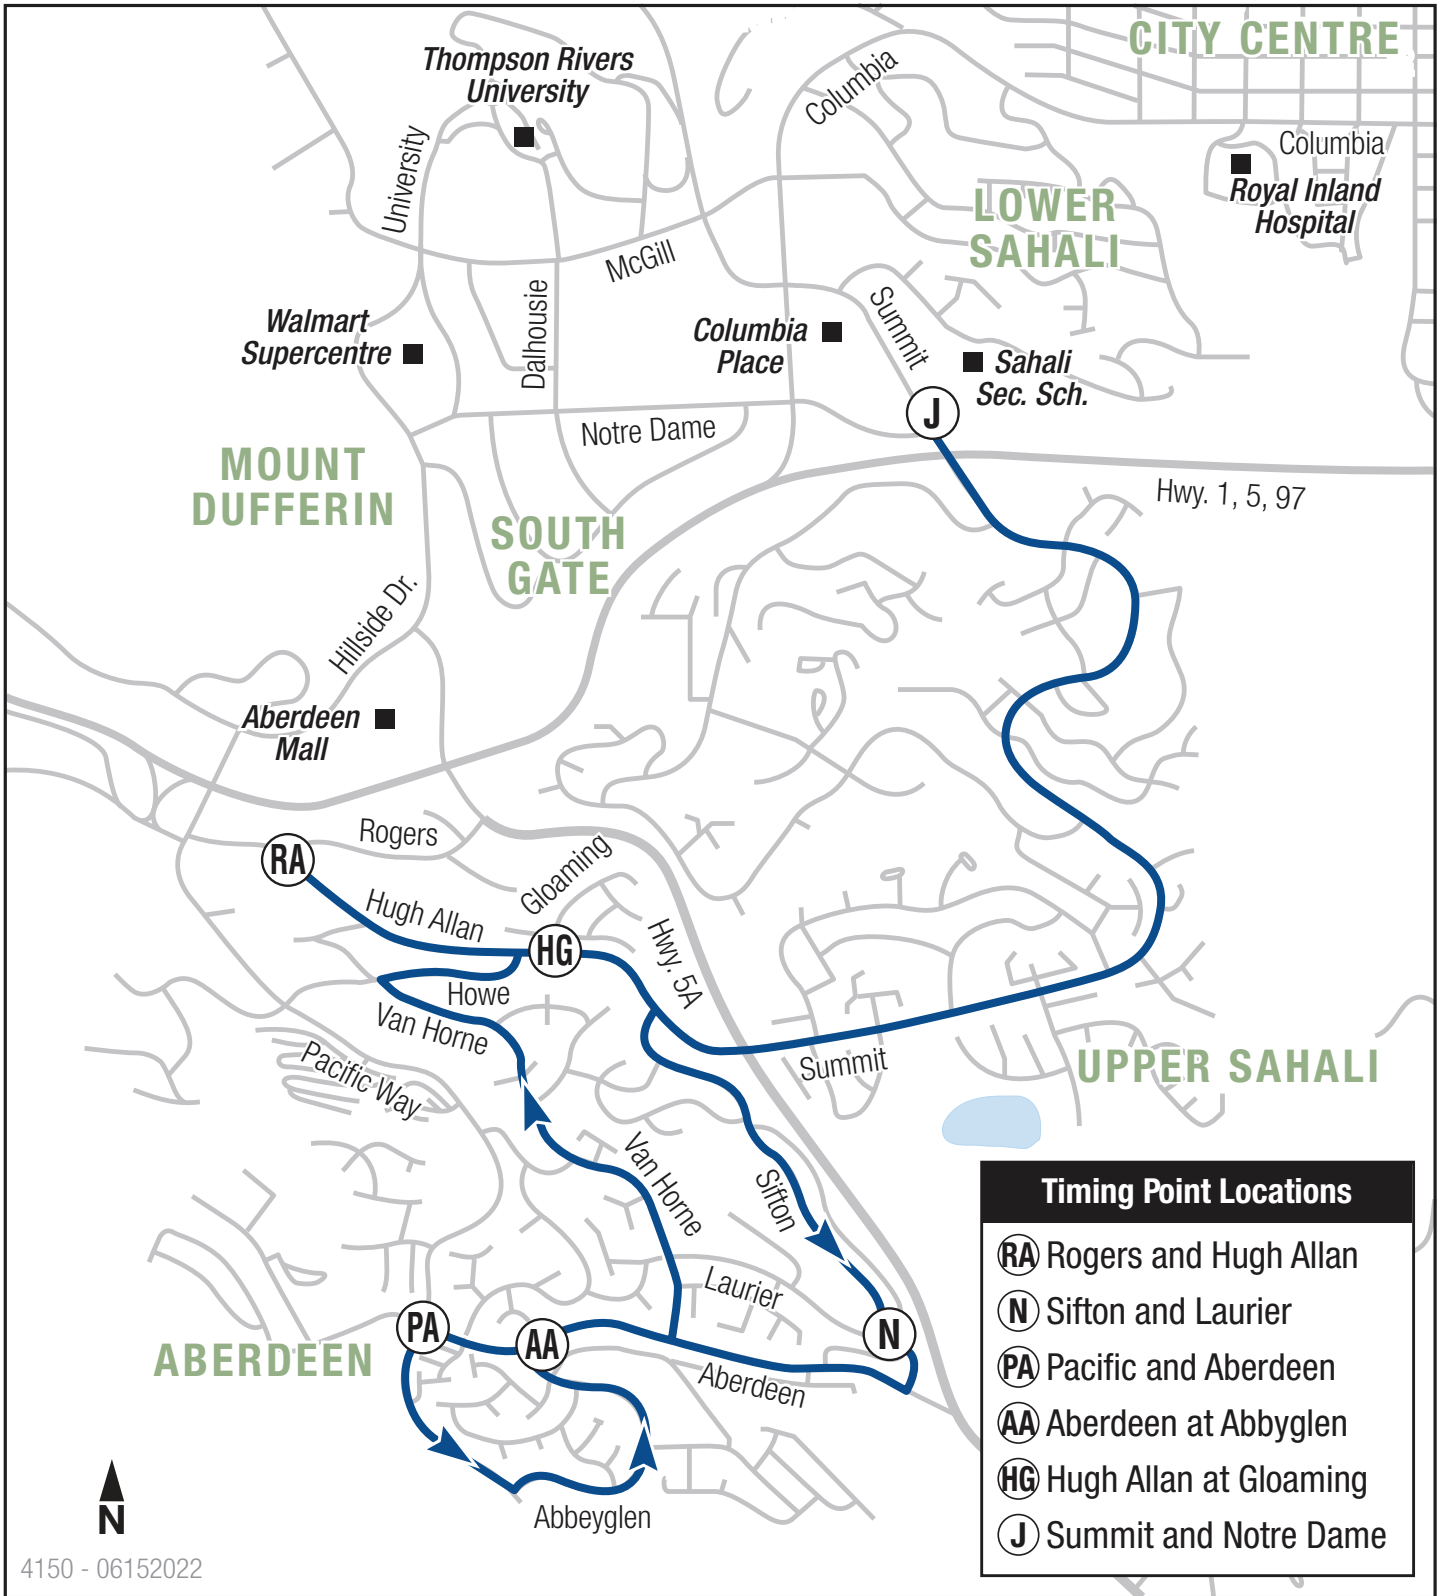 CITY CENTRE
Thompson Rivers
University
Columbia
Columbia
Royal Inland
Hospital
University
LOWER
SAHALI
McGill
Dalhousie
Summit
Walmart
Supercentre
Columbia
Place
Sahali
Sec. Sch.
J
Notre Dame
MOUNT
DUFFERIN
Hwy. 1, 5, 97
SOUTH
GATE
Hillside Dr.
Aberdeen
Mall
Rogers
RA
Gloaming
Hugh Allan
HG
Hwy. 5A
Howe
Van Horne
Summit
UPPER SAHALI
Pacific Way
Van Horne
Sifton
Laurier
PA
AA
N
ABERDEEN
Aberdeen
Abbeyglen
N
4150 - 06152022
Timing Point Locations
RA Rogers and Hugh Allan
N Sifton and Laurier
PA Pacific and Aberdeen
AA Aberdeen at Abbyglen
HG Hugh Allan at Gloaming
J Summit and Notre Dame